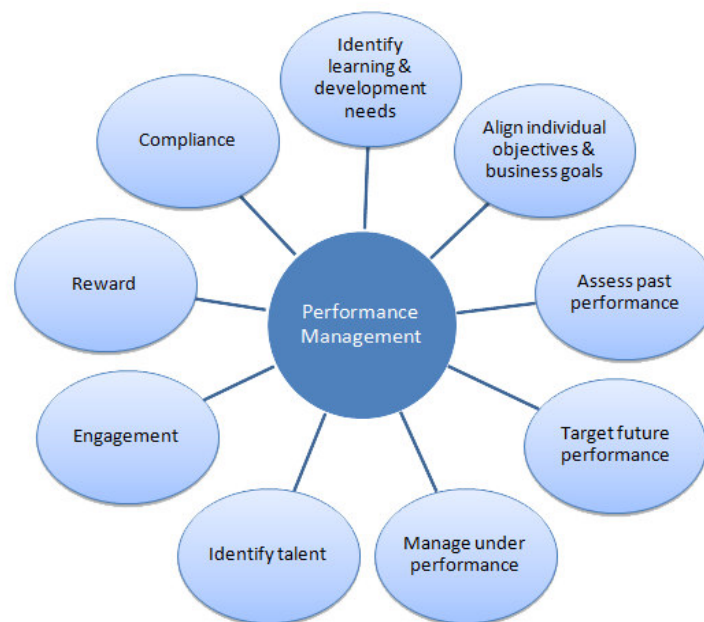 Identify
learning &
development
needs
Align individual
objectives &
business goals
Assess past
performance
Target future
performance
Manage under
performance
Identify talent
Engagement
Reward
Compliance
Performance
Management